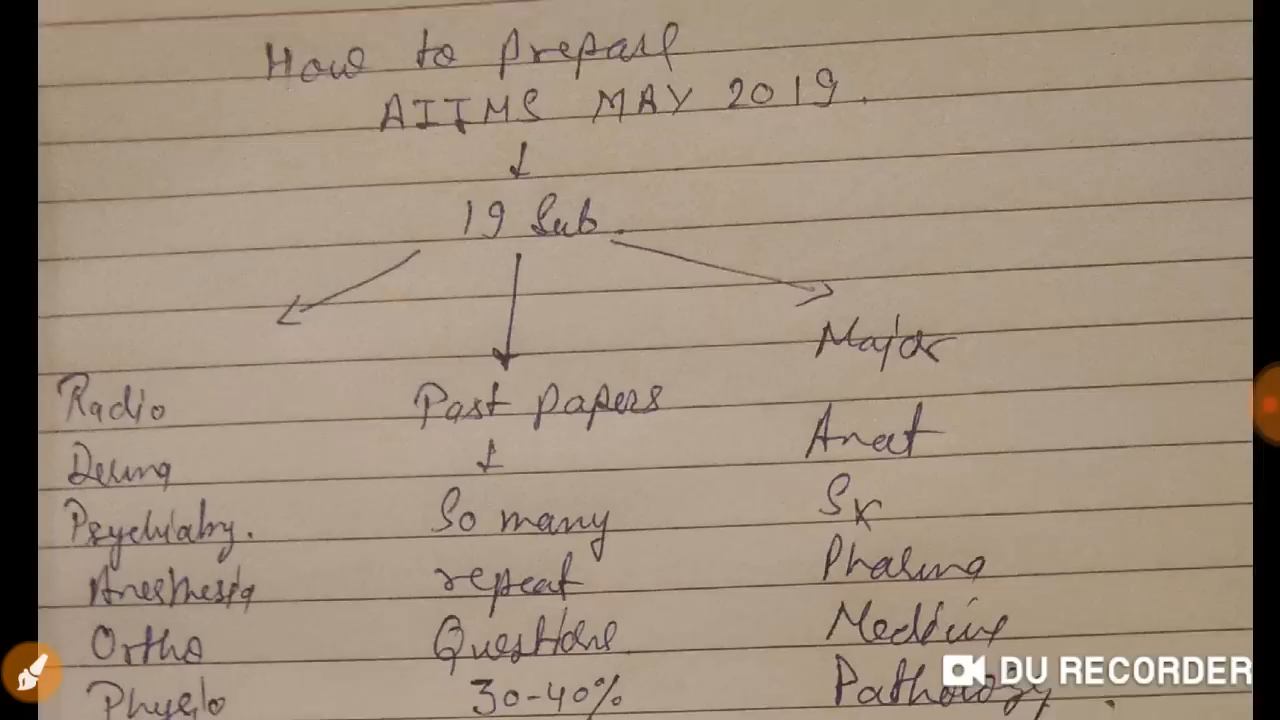 How to prepare
AIIMS MAY 2019.
19 Sub.
Radio
Derma
Psychiatry.
Anesthesia
Ortho
Physio
Past papers
So many
repeat
Questions
30-40%
Major
Anat
Sx
Pharma
Medicine
Pathology
DU RECORDER